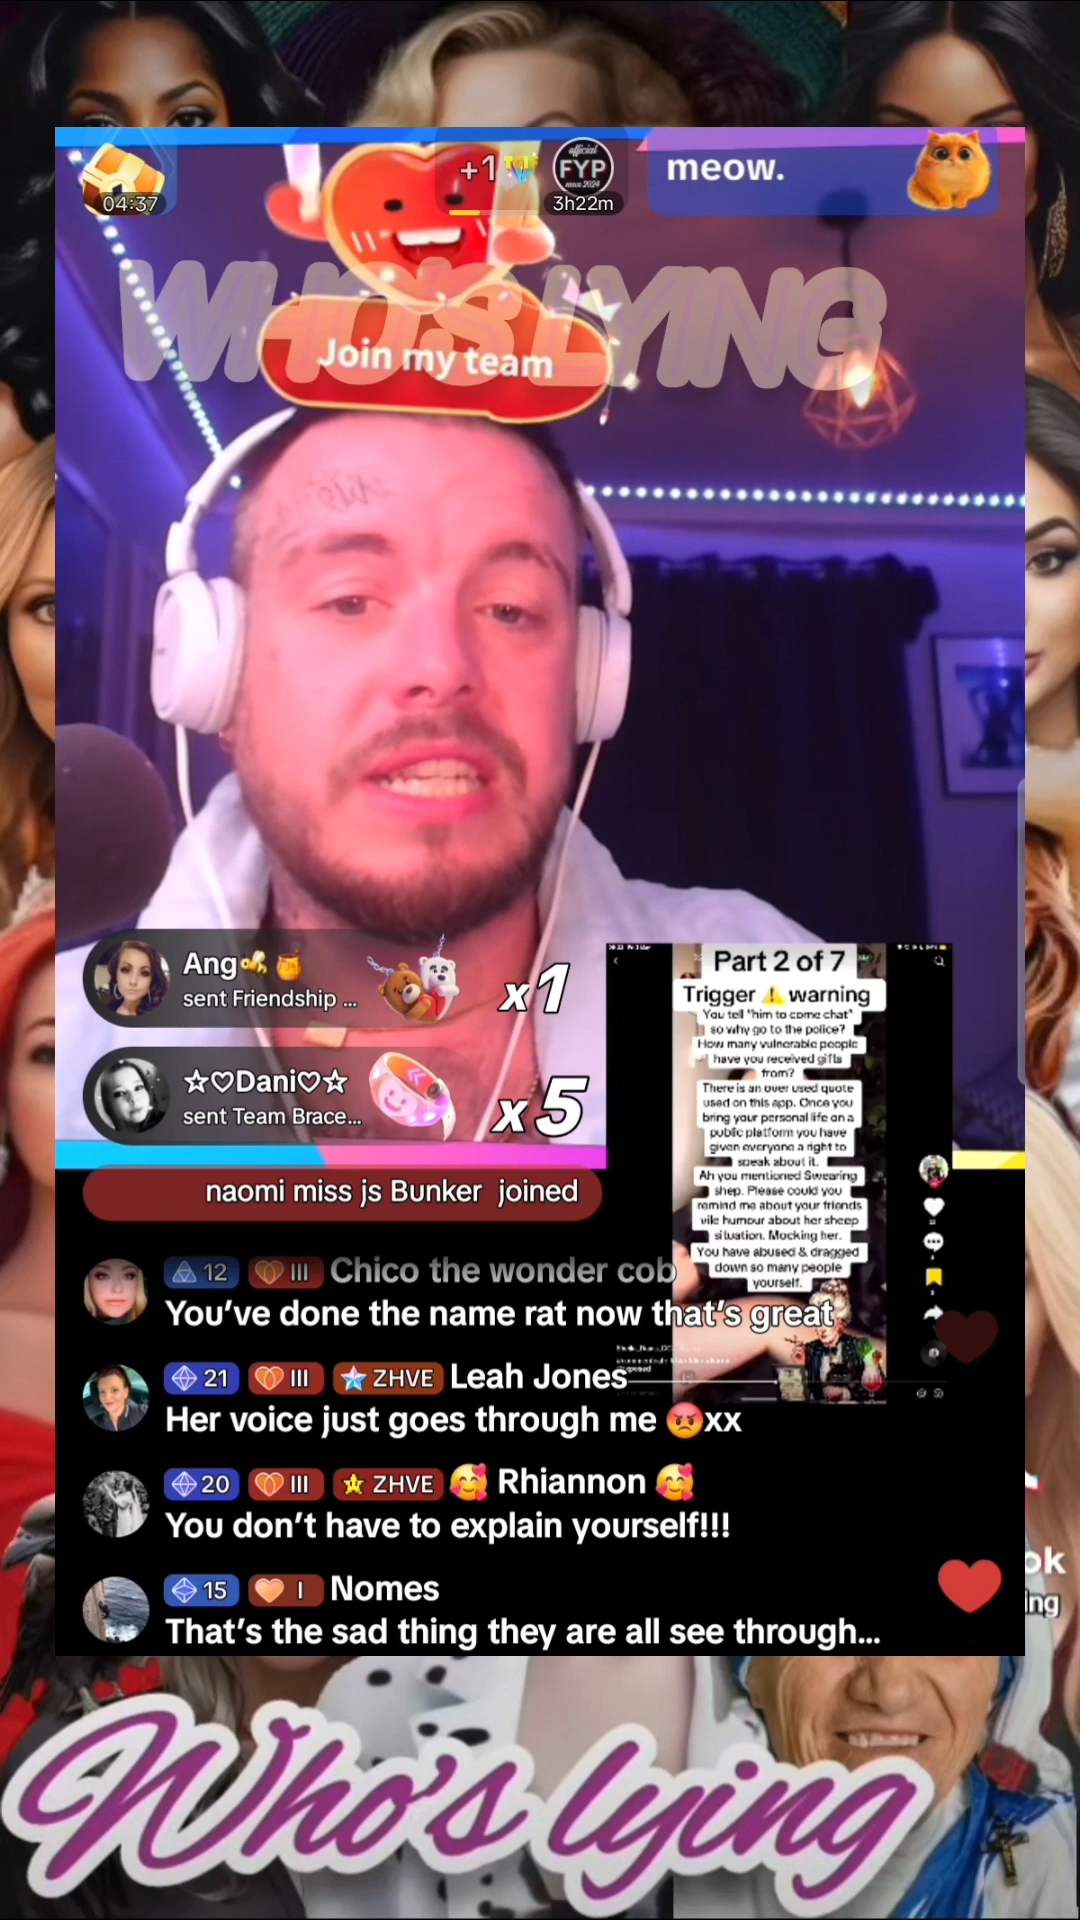 04:37
+1
official
FYP
3h22m
meow.
WHO'S LYING
Join my team
Ang
sent Friendship ...
x1
☆♡Dani♡☆
sent Team Brace...
x5
naomi miss js Bunker joined
Part 2 of 7
Trigger ⚠️ warning
You tell "him to come chat"
so why go to the police?
How many vulnerable people
have you received gifts
from?
There is an over used quote
used on this app. Once you
bring your personal life on a
public platform you have
given everyone a right to
speak about it.
Ah you mentioned Swearing
shep. Please could you
remind me about your friends
vile humour about her sheep
situation. Mocking her.
You have abused & dragged
down so many people
yourself.
12 III Chico the wonder cob
You've done the name rat now that's great
21 III ZHVE Leah Jones
Her voice just goes through me 😡xx
20 III ZHVE 🥰 Rhiannon 🥰
You don't have to explain yourself!!!
15 I Nomes
That's the sad thing they are all see through...
ok
ing
Who's lying